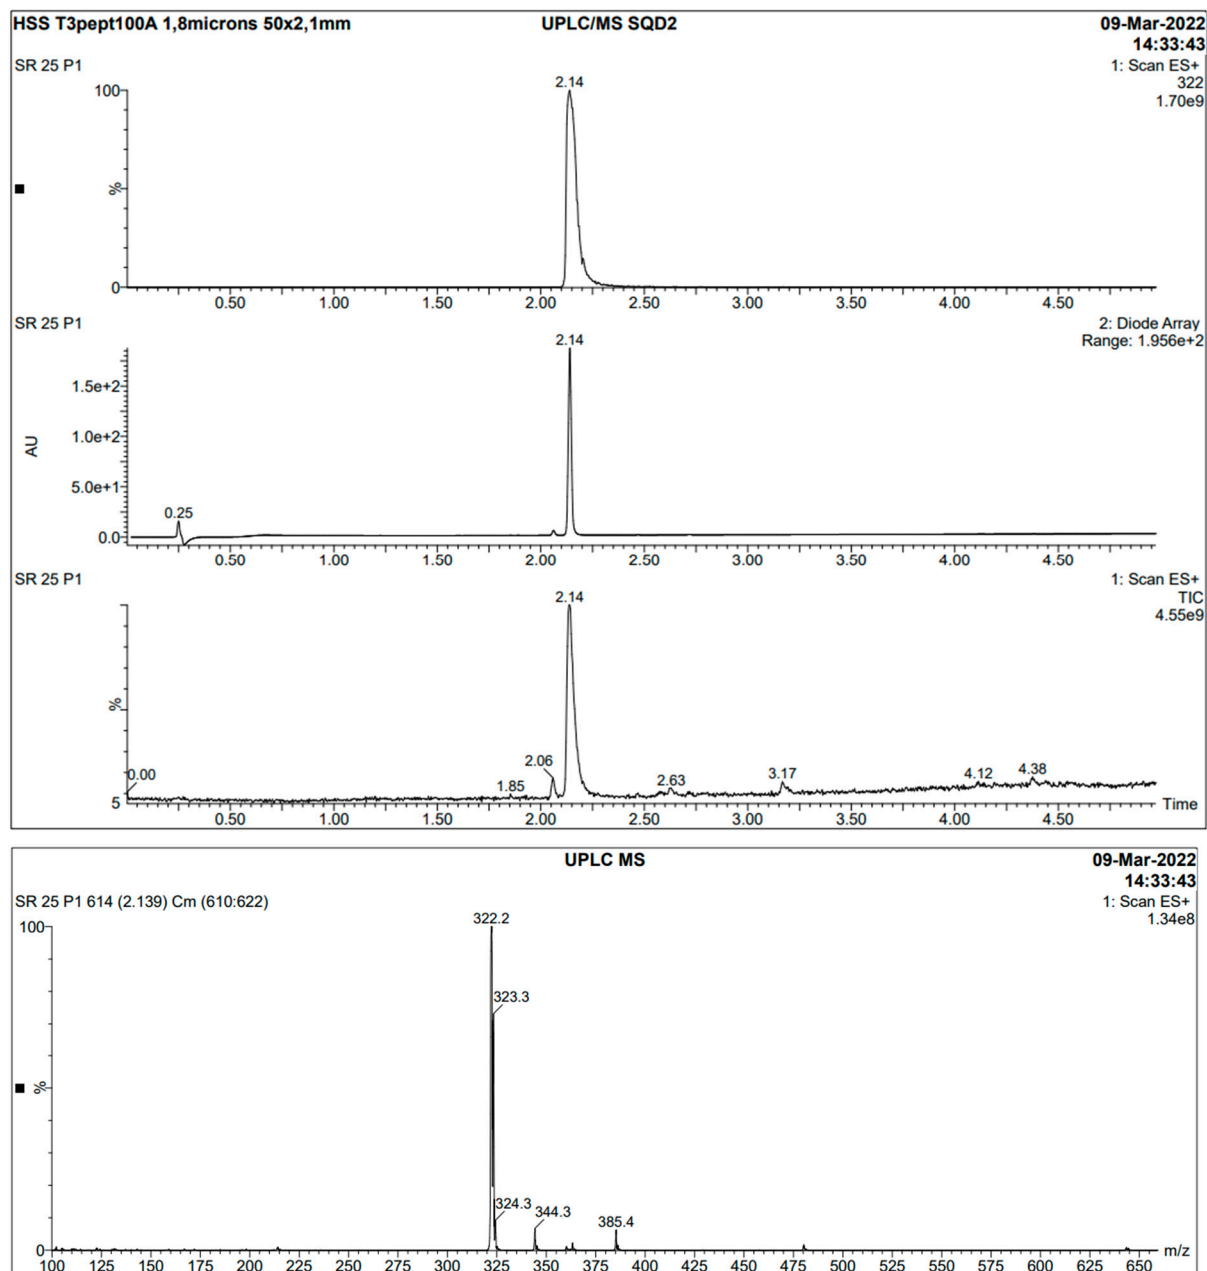 HSS T3pept100A 1,8microns 50x2,1mm UPLC/MS SQD2 09-Mar-2022
14:33:43
SR 25 P1 1: Scan ES+
322
1.70e9
2.14
100
%
0
0.50 1.00 1.50 2.00 2.50 3.00 3.50 4.00 4.50
SR 25 P1 2: Diode Array
Range: 1.956e+2
2.14
1.5e+2
1.0e+2
AU
5.0e+1
0.25
0.0
0.50 1.00 1.50 2.00 2.50 3.00 3.50 4.00 4.50
SR 25 P1 1: Scan ES+
TIC
4.55e9
2.14
%
0.00 1.85 2.06 2.63 3.17 4.12 4.38
5
0.50 1.00 1.50 2.00 2.50 3.00 3.50 4.00 4.50 Time
UPLC MS 09-Mar-2022
14:33:43
SR 25 P1 614 (2.139) Cm (610:622) 1: Scan ES+
1.34e8
322.2
100
323.3
%
324.3 344.3 385.4
0 m/z
100 125 150 175 200 225 250 275 300 325 350 375 400 425 450 475 500 525 550 575 600 625 650